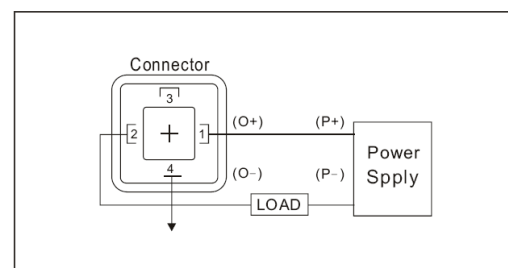 Connector
3
2
1
4
(O+)
(P+)
(O-)
(P-)
Power
Spply
LOAD